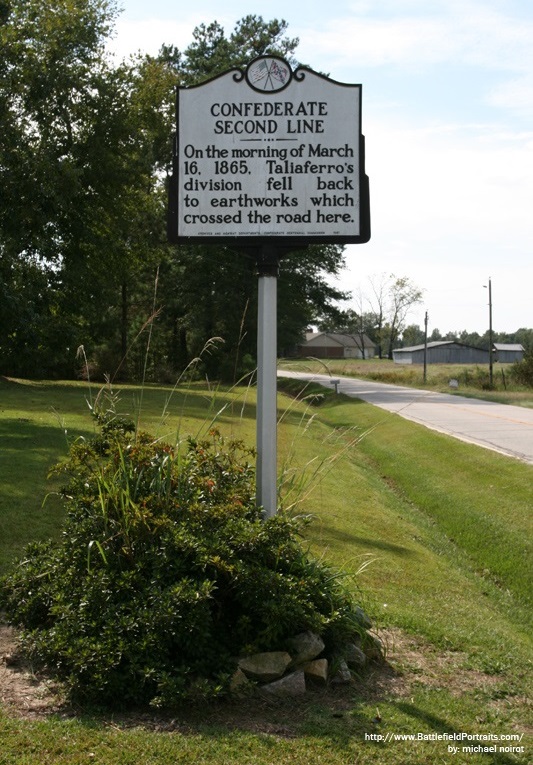 CONFEDERATE
SECOND LINE
On the morning of March
16, 1865, Taliaferro's
division fell back
to earthworks which
crossed the road here.
http://www.BattlefieldPortraits.com/
by: michael noirot